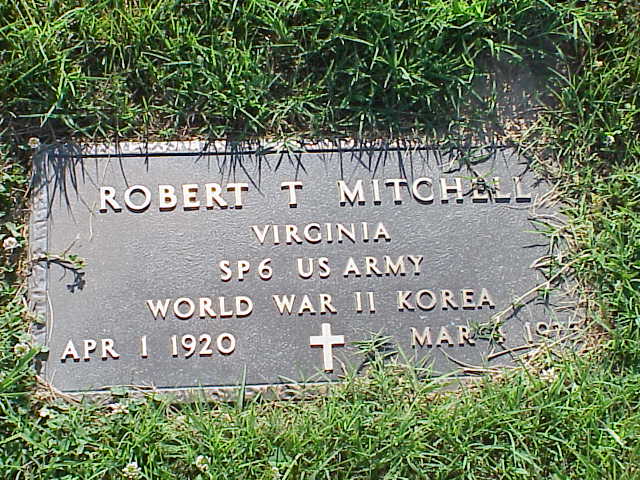 ROBERT T MITCHELL
VIRGINIA
SP6 US ARMY
WORLD WAR II KOREA
APR 1 1920 MAR